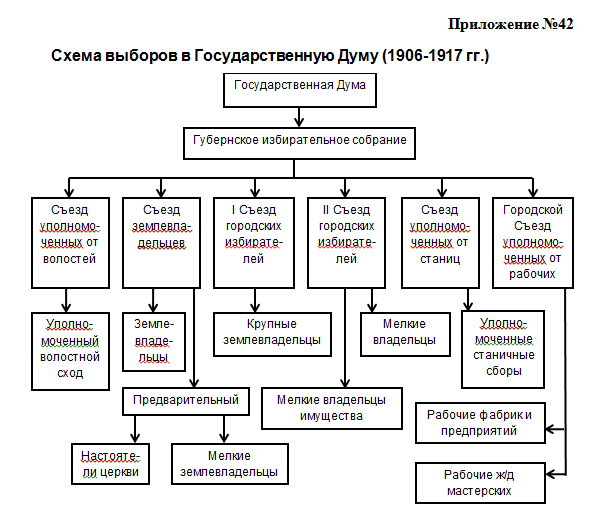 Приложение №42
Схема выборов в Государственную Думу (1906-1917 гг.)
Государственная Дума
Губернское избирательное собрание
Съезд
уполномо-
ченных от
волостей
Съезд
землевла-
дельцев
I Съезд
городских
избирате-
лей
II Съезд
городских
избирате-
лей
Съезд
уполномо-
ченных от
станиц
Городской
Съезд
уполномо-
ченных от
рабочих
Уполно-
моченный
волостной
сход
Земле-
владе-
льцы
Крупные
землевладельцы
Мелкие
владельцы
Уполно-
моченные
станичные
сборы
Предварительный
Мелкие владельцы
имущества
Рабочие фабрик и
предприятий
Настояте-
ли церкви
Мелкие
землевладельцы
Рабочие ж/д
мастерских